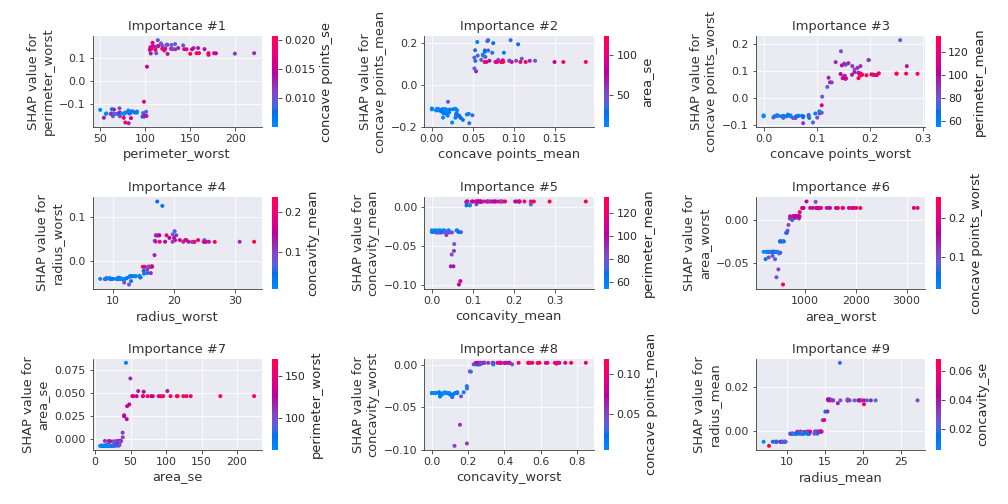 Importance #1
SHAP value for
perimeter_worst
0.1
0.0
−0.1
50
100
150
200
perimeter_worst
0.020
0.015
0.010
concave points_se
Importance #2
SHAP value for
concave points_mean
0.2
0.0
−0.2
0.00
0.05
0.10
0.15
concave points_mean
100
50
area_se
Importance #3
SHAP value for
concave points_worst
0.2
0.1
0.0
−0.1
0.0
0.1
0.2
0.3
concave points_worst
120
100
80
60
perimeter_mean
Importance #4
SHAP value for
radius_worst
0.1
0.0
10
20
30
radius_worst
0.2
0.1
concavity_mean
Importance #5
SHAP value for
concavity_mean
0.00
−0.05
−0.10
0.0
0.1
0.2
0.3
concavity_mean
120
100
80
60
perimeter_mean
Importance #6
SHAP value for
area_worst
0.00
−0.05
1000
2000
3000
area_worst
0.2
0.1
concave points_worst
Importance #7
SHAP value for
area_se
0.075
0.050
0.025
0.000
0
50
100
150
200
area_se
150
100
perimeter_worst
Importance #8
SHAP value for
concavity_worst
0.00
−0.05
−0.10
0.0
0.2
0.4
0.6
0.8
concavity_worst
0.10
0.05
concave points_mean
Importance #9
SHAP value for
radius_mean
0.02
0.00
10
15
20
25
radius_mean
0.06
0.04
0.02
concavity_se